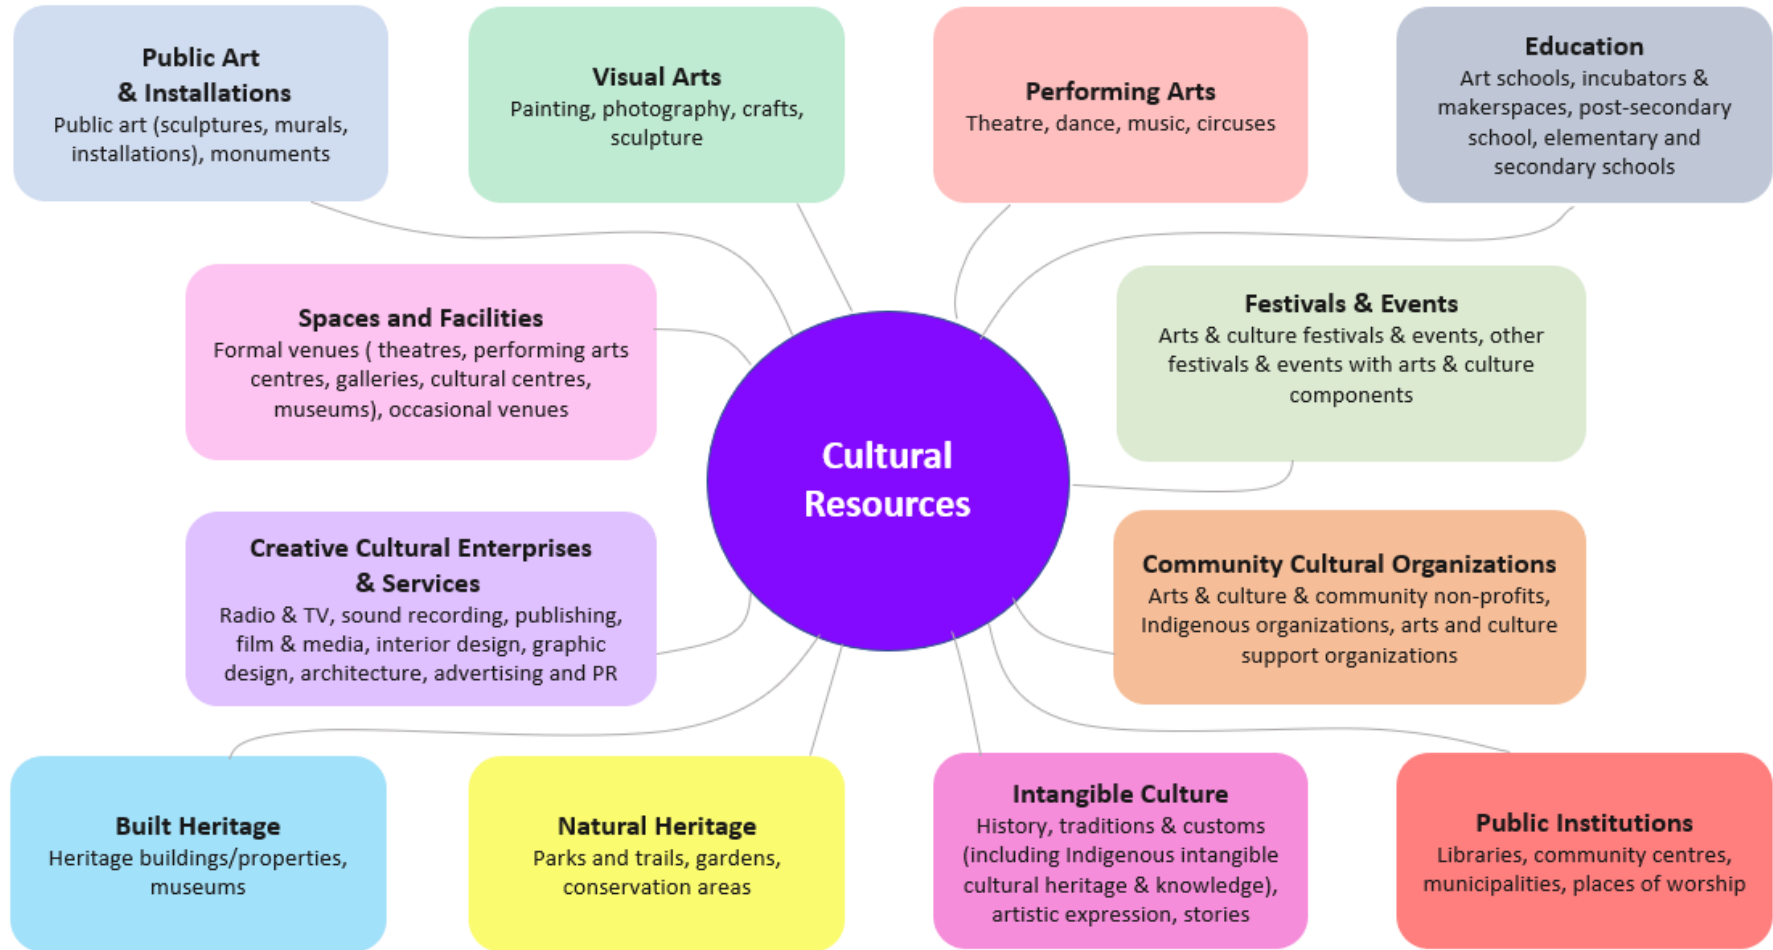 Public Art
& Installations
Public art (sculptures, murals,
installations), monuments
Visual Arts
Painting, photography, crafts,
sculpture
Performing Arts
Theatre, dance, music, circuses
Education
Art schools, incubators &
makerspaces, post-secondary
school, elementary and
secondary schools
Spaces and Facilities
Formal venues ( theatres, performing arts
centres, galleries, cultural centres,
museums), occasional venues
Festivals & Events
Arts & culture festivals & events, other
festivals & events with arts & culture
components
Cultural
Resources
Creative Cultural Enterprises
& Services
Radio & TV, sound recording, publishing,
film & media, interior design, graphic
design, architecture, advertising and PR
Community Cultural Organizations
Arts & culture & community non-profits,
Indigenous organizations, arts and culture
support organizations
Built Heritage
Heritage buildings/properties,
museums
Natural Heritage
Parks and trails, gardens,
conservation areas
Intangible Culture
History, traditions & customs
(including Indigenous intangible
cultural heritage & knowledge),
artistic expression, stories
Public Institutions
Libraries, community centres,
municipalities, places of worship